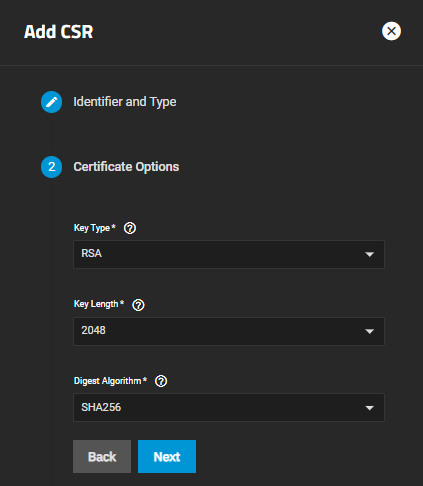 Add CSR
Identifier and Type
2 Certificate Options
Key Type *
RSA
Key Length *
2048
Digest Algorithm *
SHA256
Back Next